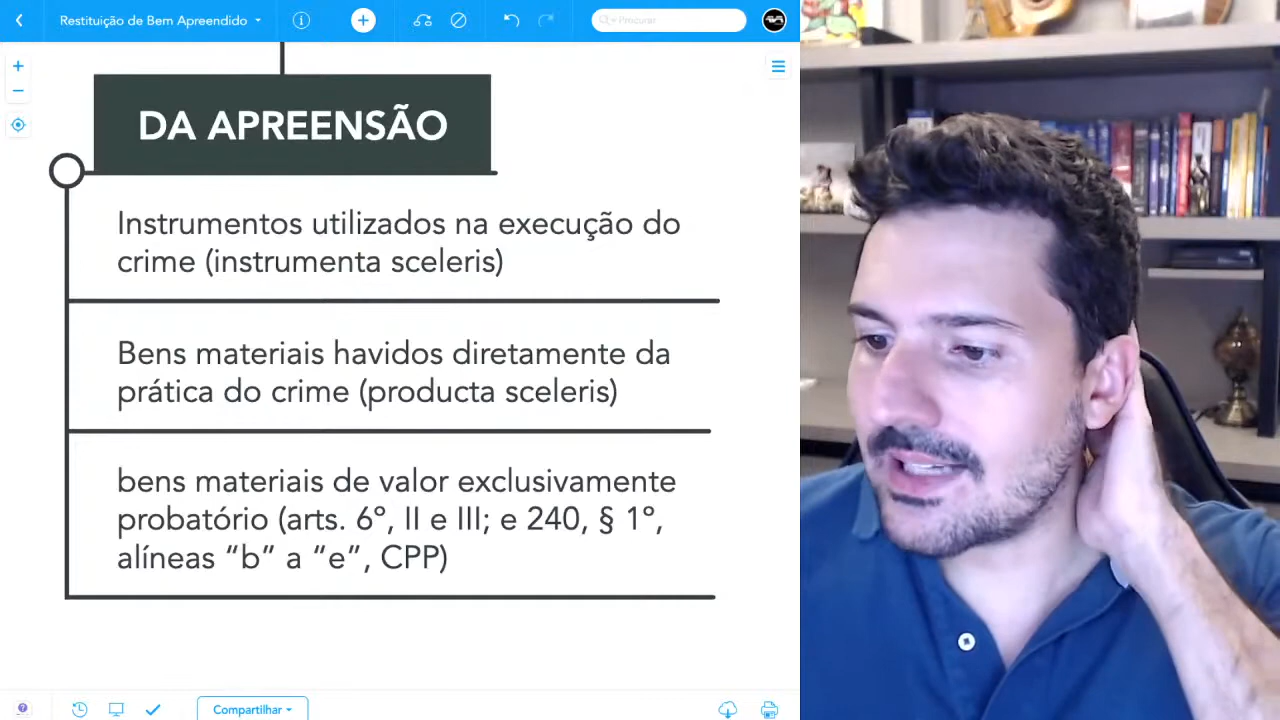 Restituição de Bem Apreendido
Procurar
DA APREENSÃO
Instrumentos utilizados na execução do
crime (instrumenta sceleris)
Bens materiais havidos diretamente da
prática do crime (producta sceleris)
bens materiais de valor exclusivamente
probatório (arts. 6º, II e III; e 240, § 1º,
alíneas “b” a “e”, CPP)
Compartilhar